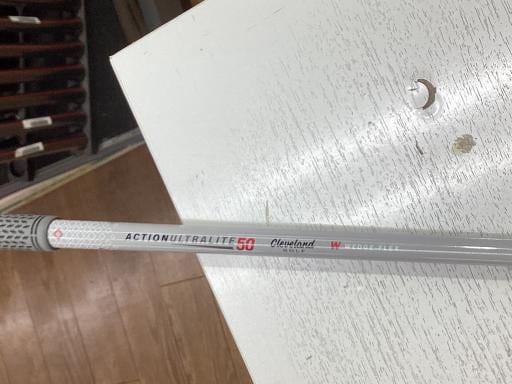 ACTIONULTRALITE 50 Cleveland W WEDGE FLEX
GOLF